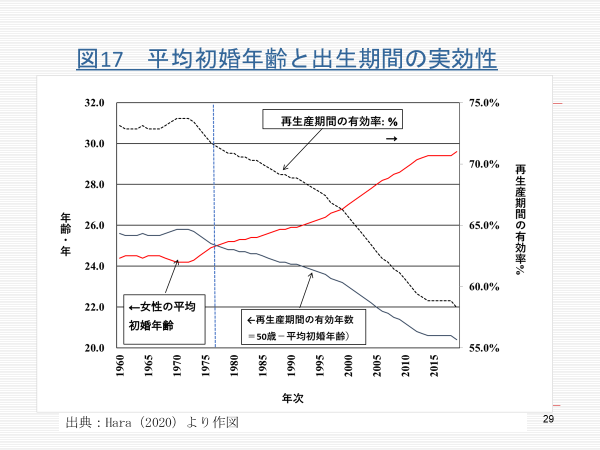 図17　平均初婚年齢と出生期間の実効性
32.0
30.0
28.0
26.0
24.0
22.0
20.0
年齢・年
75.0%
70.0%
65.0%
60.0%
55.0%
再生産期間の有効率%
再生産期間の有効率: %
→
←女性の平均
初婚年齢
←再生産期間の有効年数
＝50歳－平均初婚年齢）
1960
1965
1970
1975
1980
1985
1990
1995
2000
2005
2010
2015
年次
出典：Hara（2020）より作図
29